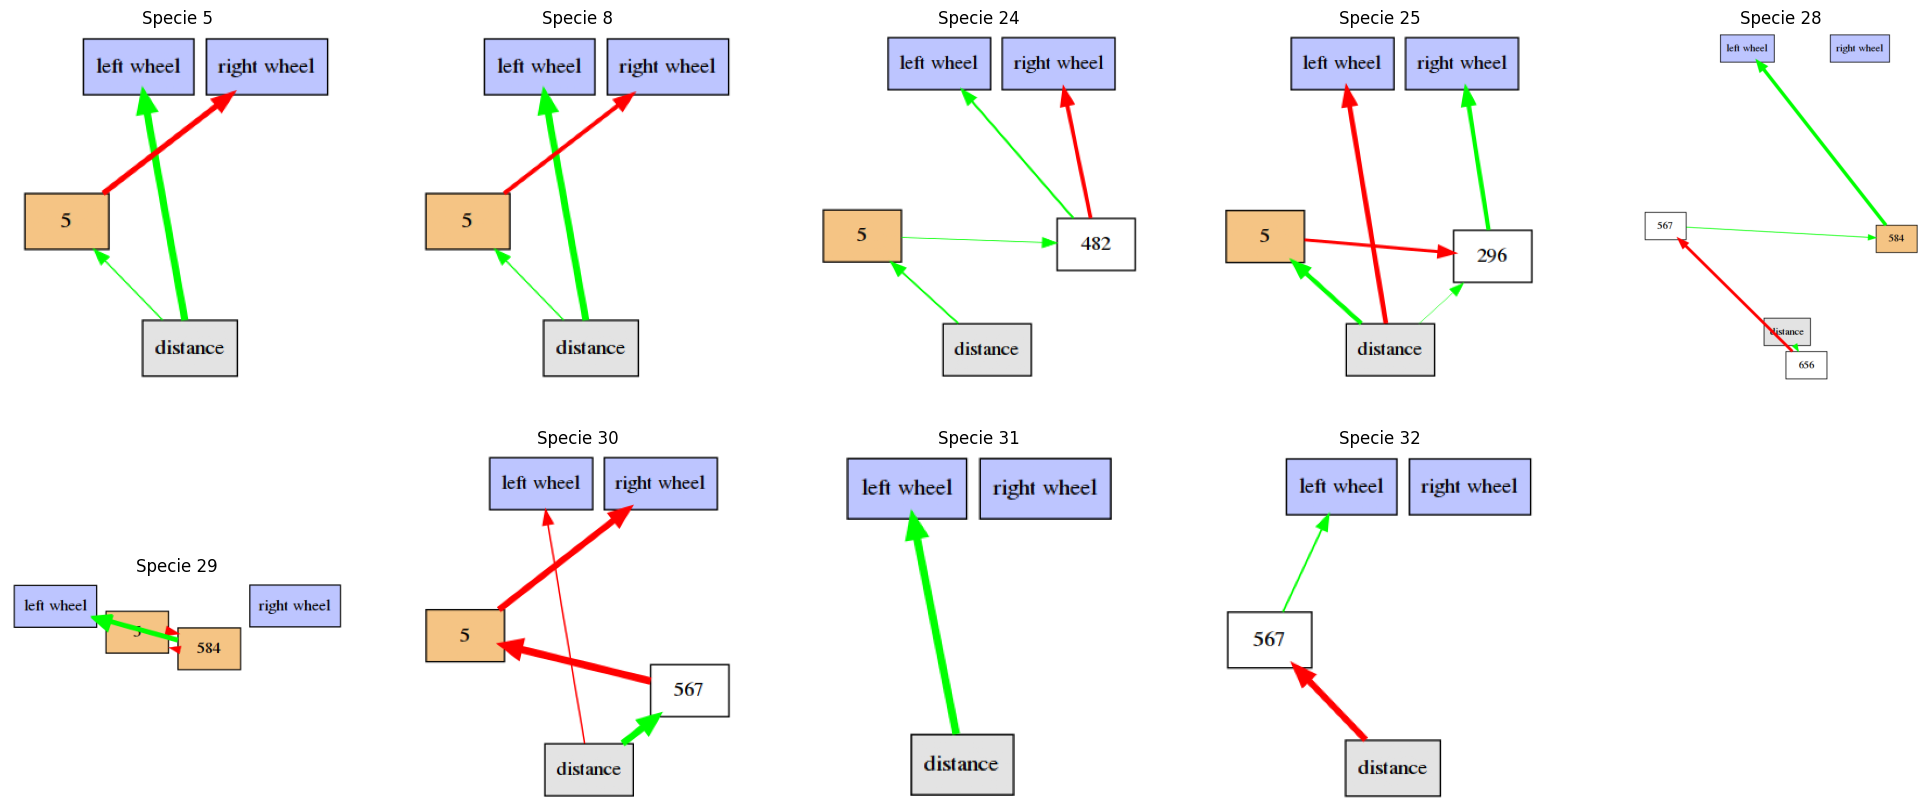 Specie 5
left wheel right wheel
5
distance
Specie 8
left wheel right wheel
5
distance
Specie 24
left wheel right wheel
5
482
distance
Specie 25
left wheel right wheel
5
296
distance
Specie 28
left wheel right wheel
567
584
distance
656
Specie 29
left wheel right wheel
5
584
Specie 30
left wheel right wheel
5
567
distance
Specie 31
left wheel right wheel
distance
Specie 32
left wheel right wheel
567
distance